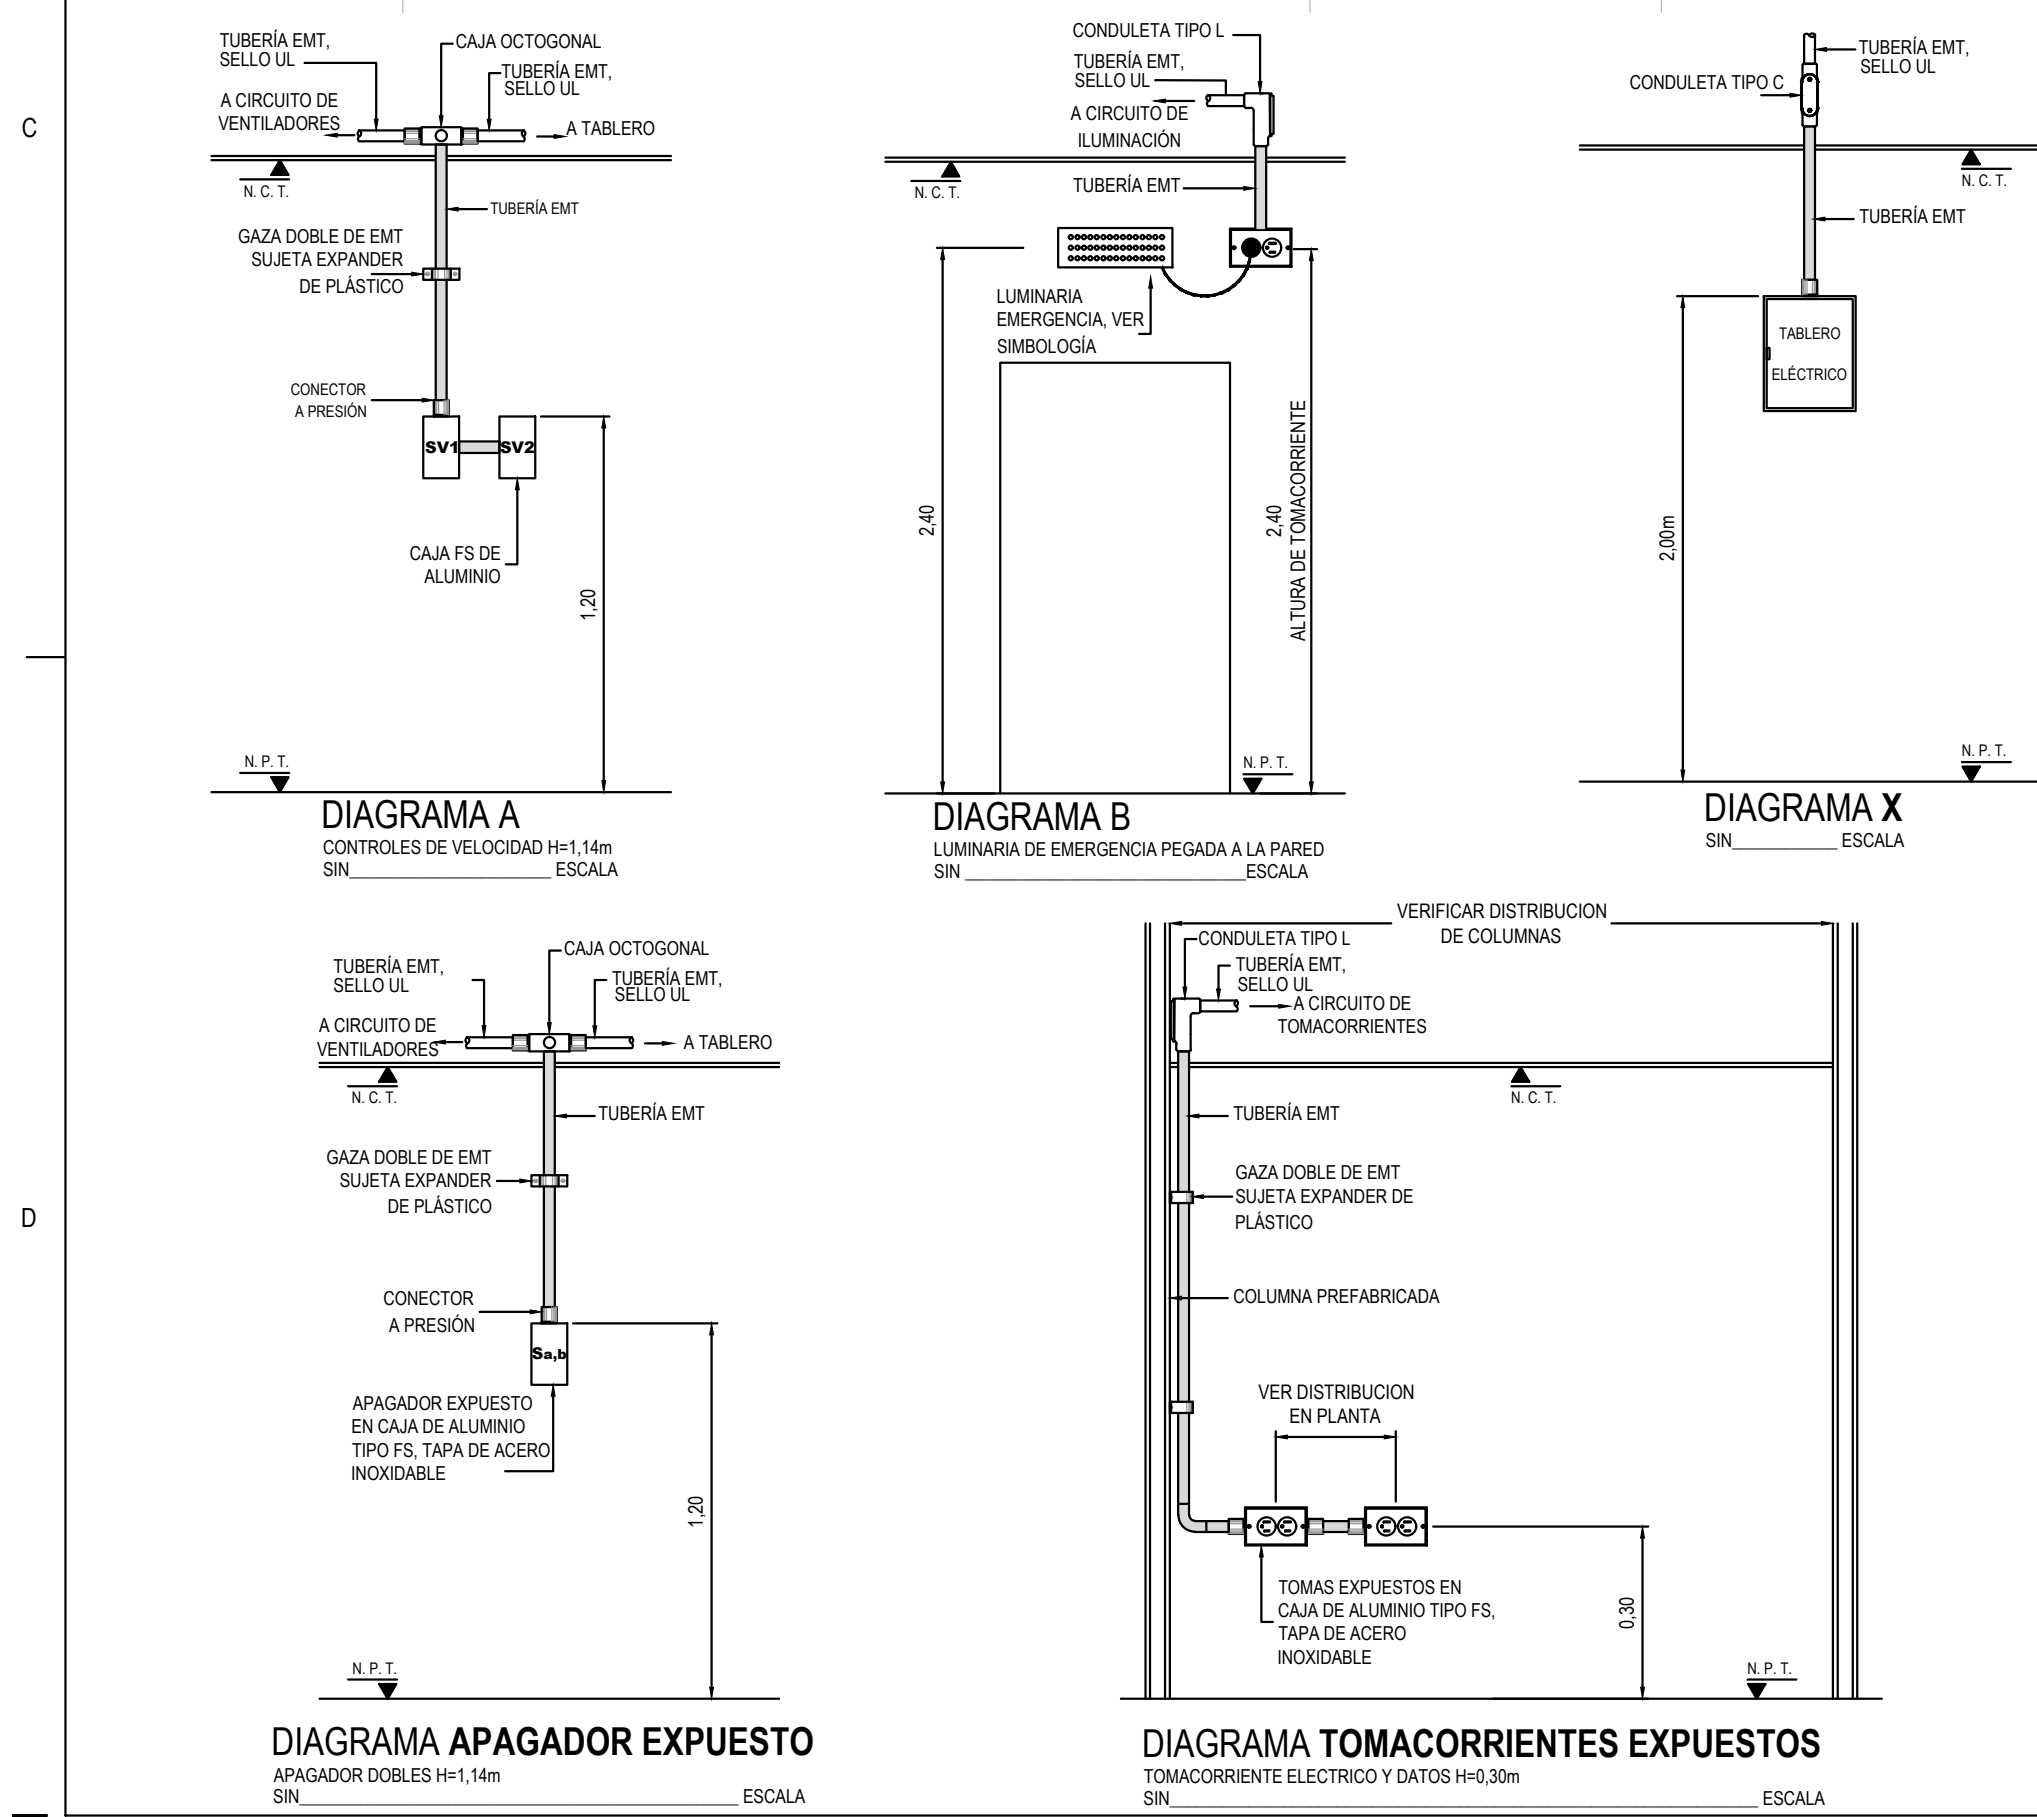 C
TUBERÍA EMT,
SELLO UL
CAJA OCTOGONAL
TUBERÍA EMT,
SELLO UL
A CIRCUITO DE
VENTILADORES
A TABLERO
N. C. T.
TUBERÍA EMT
GAZA DOBLE DE EMT
SUJETA EXPANDER
DE PLÁSTICO
CONECTOR
A PRESIÓN
SV1
SV2
CAJA FS DE
ALUMINIO
1,20
N. P. T.
DIAGRAMA A
CONTROLES DE VELOCIDAD H=1,14m
SIN______________________ ESCALA
CONDULETA TIPO L
TUBERÍA EMT,
SELLO UL
A CIRCUITO DE
ILUMINACIÓN
N. C. T.
TUBERÍA EMT
LUMINARIA
EMERGENCIA, VER
SIMBOLOGÍA
2,40
2,40
ALTURA DE TOMACORRIENTE
N. P. T.
DIAGRAMA B
LUMINARIA DE EMERGENCIA PEGADA A LA PARED
SIN ______________________________ESCALA
TUBERÍA EMT,
SELLO UL
CONDULETA TIPO C
N. C. T.
TUBERÍA EMT
TABLERO
ELÉCTRICO
2,00m
N. P. T.
DIAGRAMA X
SIN___________ ESCALA
D
CAJA OCTOGONAL
TUBERÍA EMT,
SELLO UL
TUBERÍA EMT,
SELLO UL
A CIRCUITO DE
VENTILADORES
A TABLERO
N. C. T.
TUBERÍA EMT
GAZA DOBLE DE EMT
SUJETA EXPANDER
DE PLÁSTICO
CONECTOR
A PRESIÓN
Sa,b
APAGADOR EXPUESTO
EN CAJA DE ALUMINIO
TIPO FS, TAPA DE ACERO
INOXIDABLE
1,20
N. P. T.
DIAGRAMA APAGADOR EXPUESTO
APAGADOR DOBLES H=1,14m
SIN_______________________________________________ ESCALA
VERIFICAR DISTRIBUCION
DE COLUMNAS
CONDULETA TIPO L
TUBERÍA EMT,
SELLO UL
A CIRCUITO DE
TOMACORRIENTES
N. C. T.
TUBERÍA EMT
GAZA DOBLE DE EMT
SUJETA EXPANDER DE
PLÁSTICO
COLUMNA PREFABRICADA
VER DISTRIBUCION
EN PLANTA
TOMAS EXPUESTOS EN
CAJA DE ALUMINIO TIPO FS,
TAPA DE ACERO
INOXIDABLE
0,30
N. P. T.
DIAGRAMA TOMACORRIENTES EXPUESTOS
TOMACORRIENTE ELECTRICO Y DATOS H=0,30m
SIN_______________________________________________________________ ESCALA